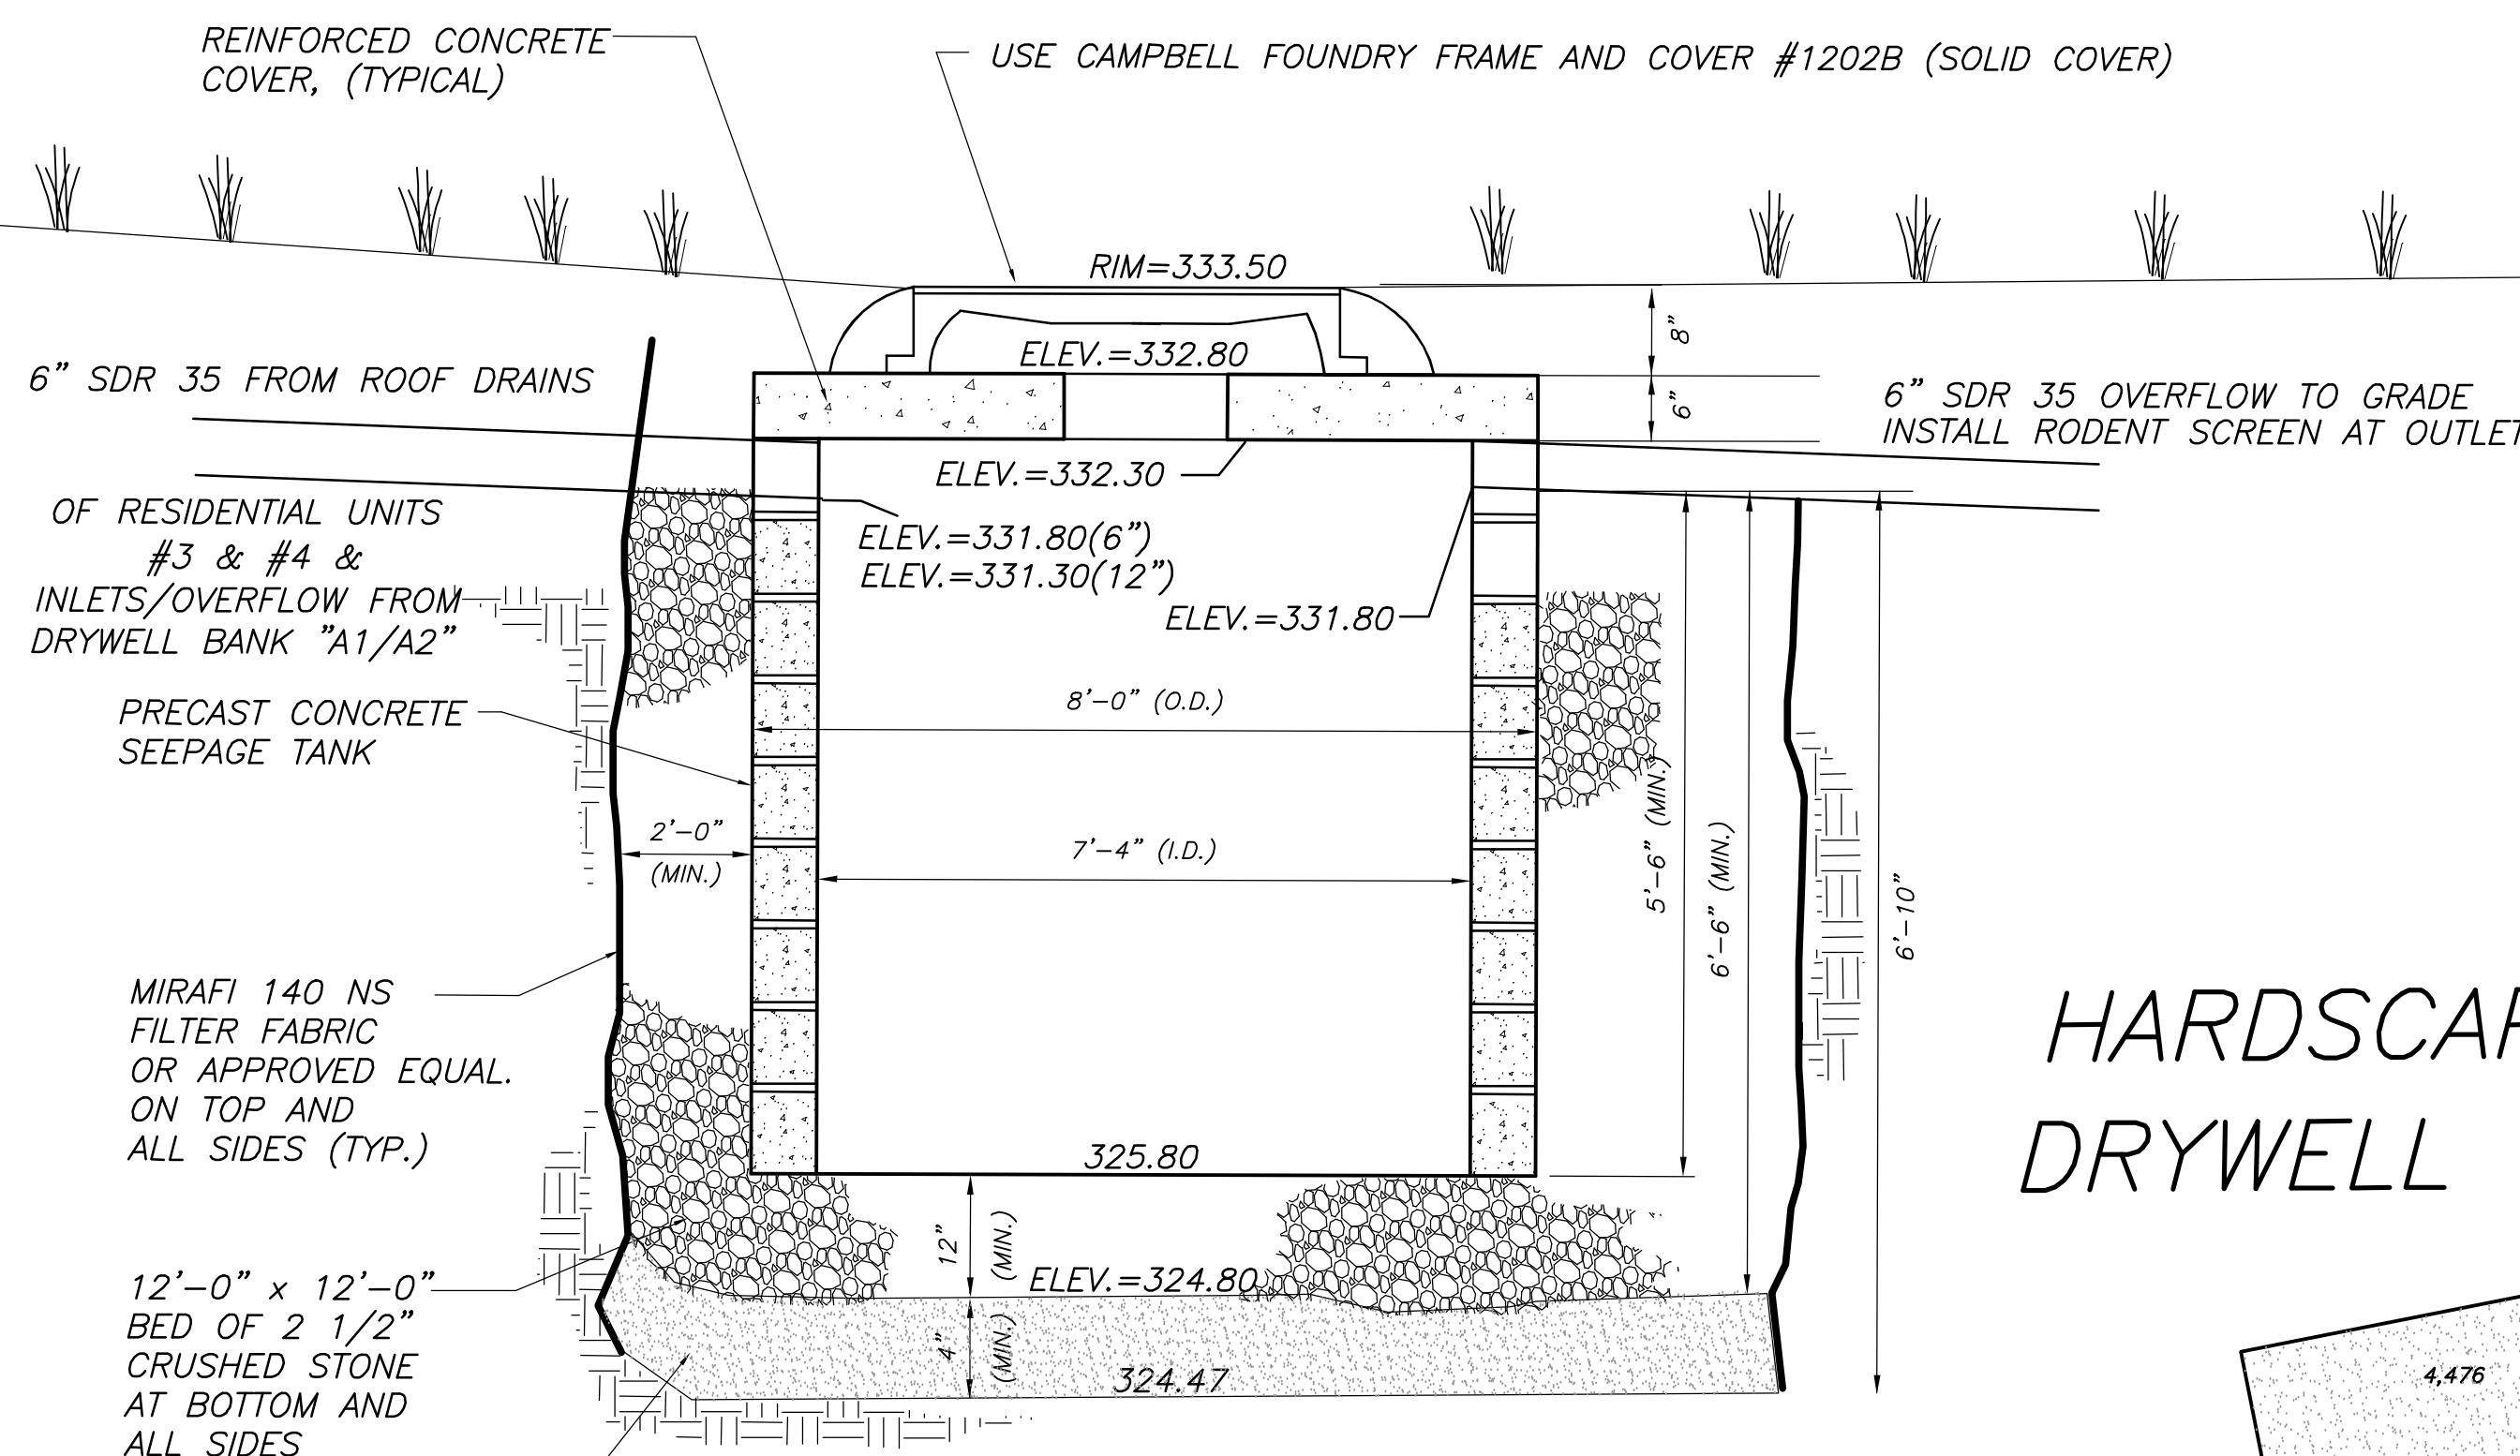 REINFORCED CONCRETE
COVER, (TYPICAL)
USE CAMPBELL FOUNDRY FRAME AND COVER #1202B (SOLID COVER)
RIM=333.50
8"
ELEV.=332.80
6" SDR 35 FROM ROOF DRAINS
6"
6" SDR 35 OVERFLOW TO GRADE
INSTALL RODENT SCREEN AT OUTLET
ELEV.=332.30
OF RESIDENTIAL UNITS
#3 & #4 &
INLETS/OVERFLOW FROM
DRYWELL BANK "A1/A2"
ELEV.=331.80(6")
ELEV.=331.30(12")
ELEV.=331.80
8'-0" (O.D.)
PRECAST CONCRETE
SEEPAGE TANK
2'-0"
(MIN.)
7'-4" (I.D.)
5'-6" (MIN.)
6'-6" (MIN.)
6'-10"
MIRAFI 140 NS
FILTER FABRIC
OR APPROVED EQUAL.
ON TOP AND
ALL SIDES (TYP.)
HARDSCAP
DRYWELL
325.80
12"
(MIN.)
ELEV.=324.80
12'-0" x 12'-0"
BED OF 2 1/2"
CRUSHED STONE
AT BOTTOM AND
ALL SIDES
4"
(MIN.)
324.47
4,476